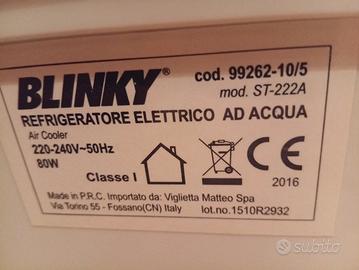 BLINKY®
cod. 99262-10/5
mod. ST-222A
REFRIGERATORE ELETTRICO AD ACQUA
Air Cooler
220-240V~50Hz
80W
Classe I
CE
2016
Made in P.R.C. Importato da: Viglietta Matteo Spa
Via Torino 55 - Fossano(CN) Italy
lot.no.1510R2932
subito